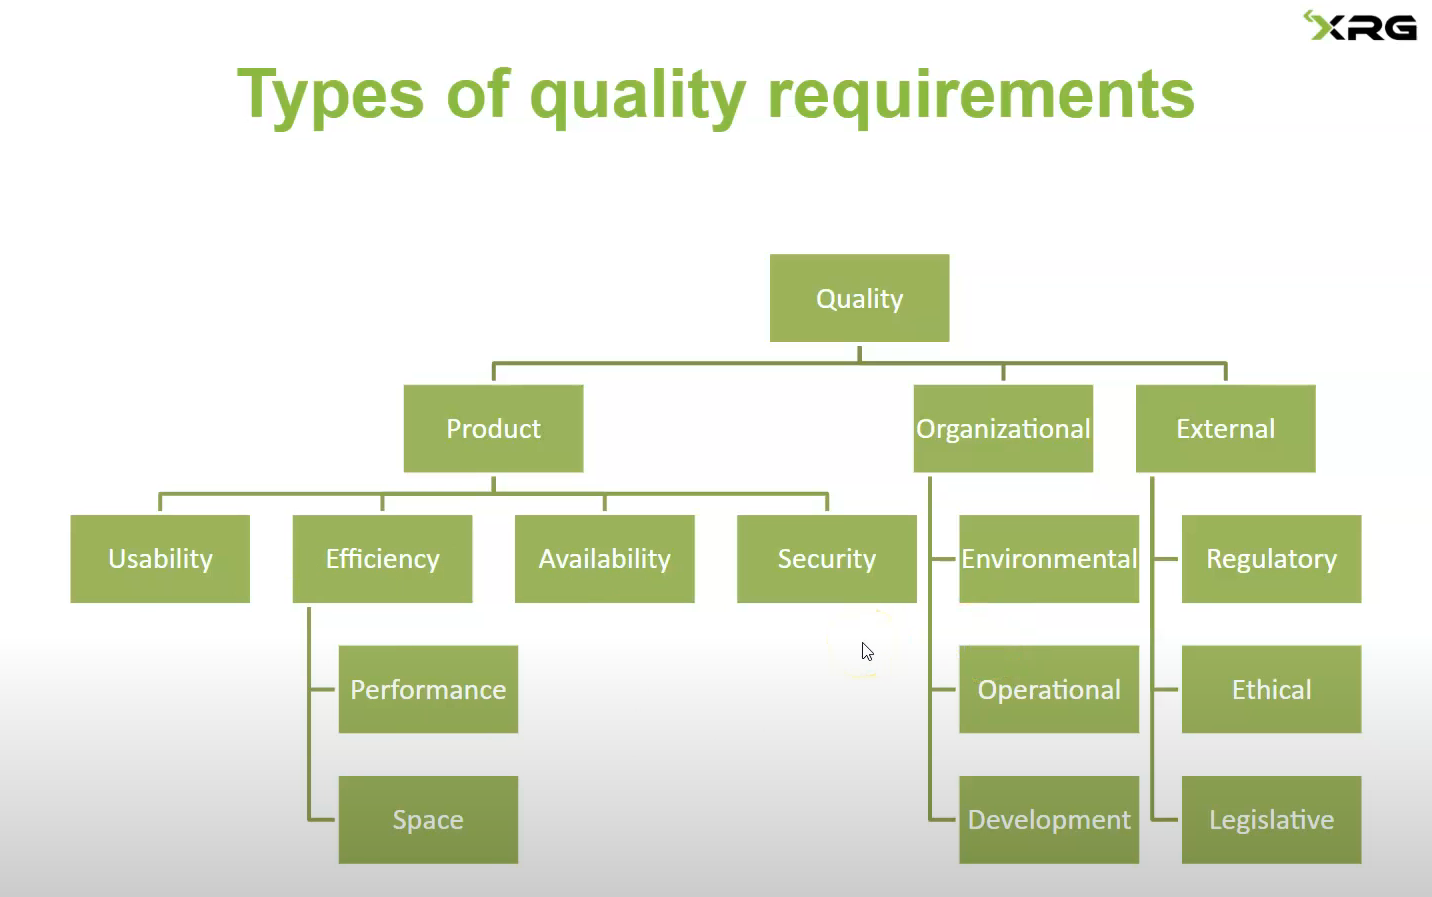 XRG
Types of quality requirements
Quality
Product
Organizational
External
Usability
Efficiency
Availability
Security
Environmental
Regulatory
Performance
Operational
Ethical
Space
Development
Legislative